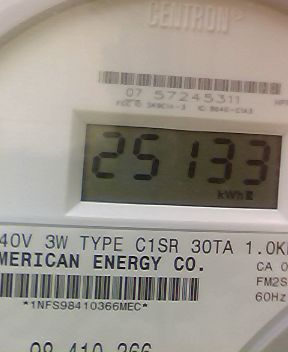 CENTRON
07 57245311
25133
kWh
40V 3W TYPE C1SR 30TA 1.0K
MERICAN ENERGY CO.
CA 0
FM2S
60Hz
*1NFS98410366MEC*
98 410 366